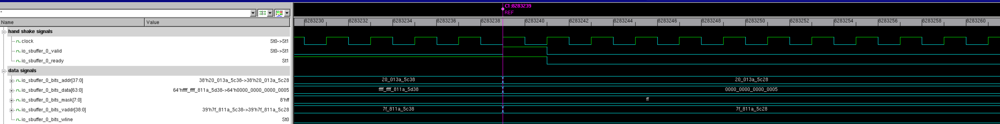 C1:8283239
REF
*
Name Value
8283230 8283232 8283234 8283236 8283238 8283240 8283242 8283244 8283246 8283248 8283250 8283252 8283254 8283256 8283258 8283260
hand shake signals
clock St0->St1
io_sbuffer_0_valid St0->St1
io_sbuffer_0_ready St1
data signals
io_sbuffer_0_bits_addr[37:0] 38'h20_013a_5c38->38'h20_013a_5c28 20_013a_5c38 20_013a_5c28
io_sbuffer_0_bits_data[63:0] 64'hffff_ffff_811a_5d38->64'h0000_0000_0000_0005 ffff_ffff_811a_5d38 0000_0000_0000_0005
io_sbuffer_0_bits_mask[7:0] 8'hff ff
io_sbuffer_0_bits_vaddr[38:0] 39'h7f_811a_5c38->39'h7f_811a_5c28 7f_811a_5c38 7f_811a_5c28
io_sbuffer_0_bits_wline St0